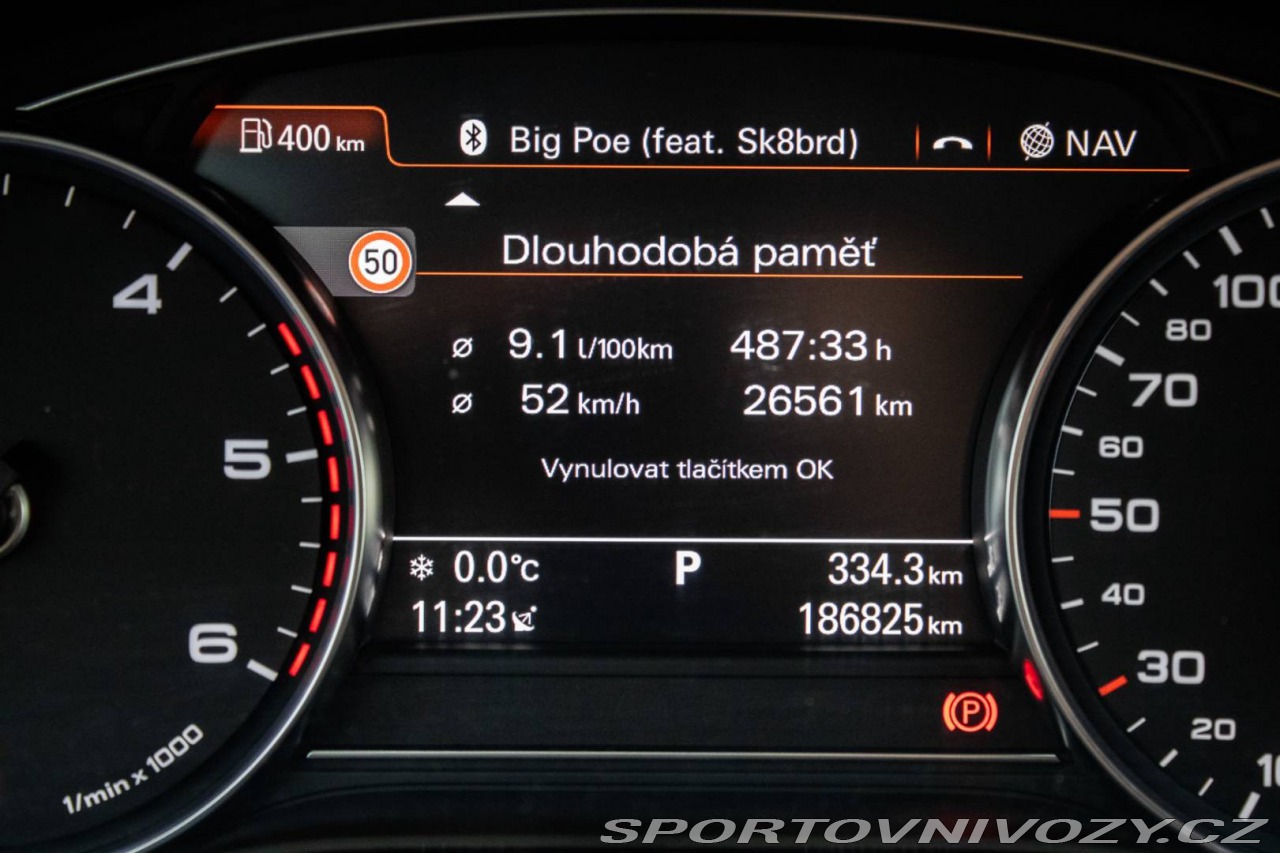 400 km
Big Poe (feat. Sk8brd)
NAV
50
Dlouhodobá paměť
ø 9.1 l/100km 487:33 h
ø 52 km/h 26561 km
Vynulovat tlačítkem OK
0.0°C P 334.3 km
11:23 186825 km
4
5
6
1/min x 1000
100
80
70
60
50
40
30
20
10
P
SPORTOVNIVOZY.CZ